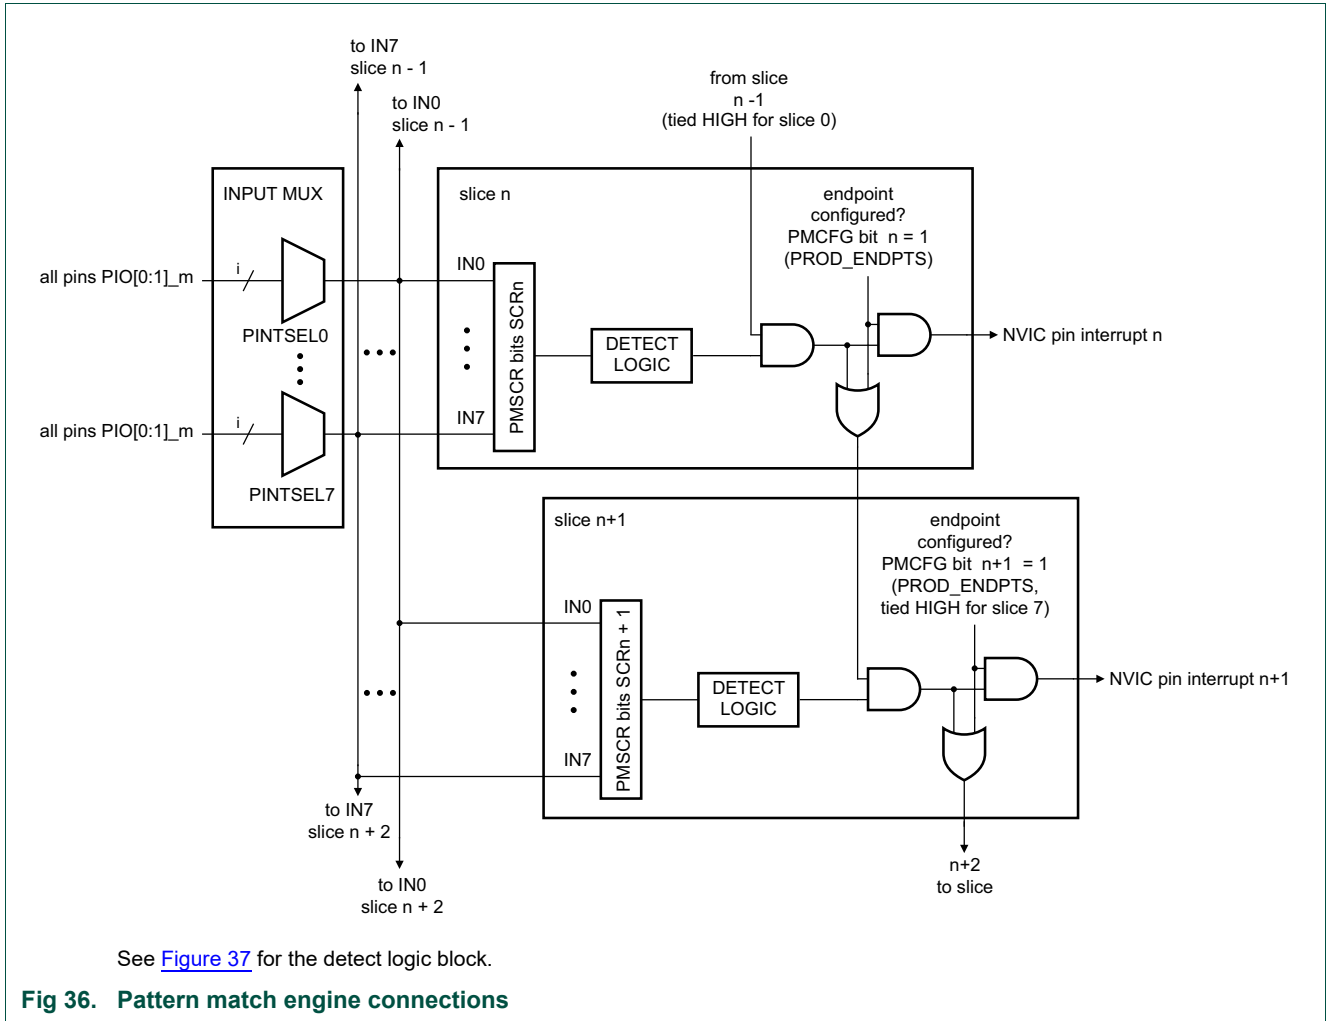 to IN7
slice n - 1
to IN0
slice n - 1
from slice
n -1
(tied HIGH for slice 0)
INPUT MUX
slice n
endpoint
configured?
PMCFG bit n = 1
(PROD_ENDPTS)
all pins PIO[0:1]_m
i
IN0
PINTSEL0
PMSCR bits SCRn
DETECT
LOGIC
NVIC pin interrupt n
all pins PIO[0:1]_m
i
IN7
PINTSEL7
slice n+1
endpoint
configured?
PMCFG bit n+1 = 1
(PROD_ENDPTS,
tied HIGH for slice 7)
IN0
PMSCR bits SCRn + 1
DETECT
LOGIC
NVIC pin interrupt n+1
IN7
to IN7
slice n + 2
to IN0
slice n + 2
n+2
to slice
See Figure 37 for the detect logic block.
Fig 36. Pattern match engine connections